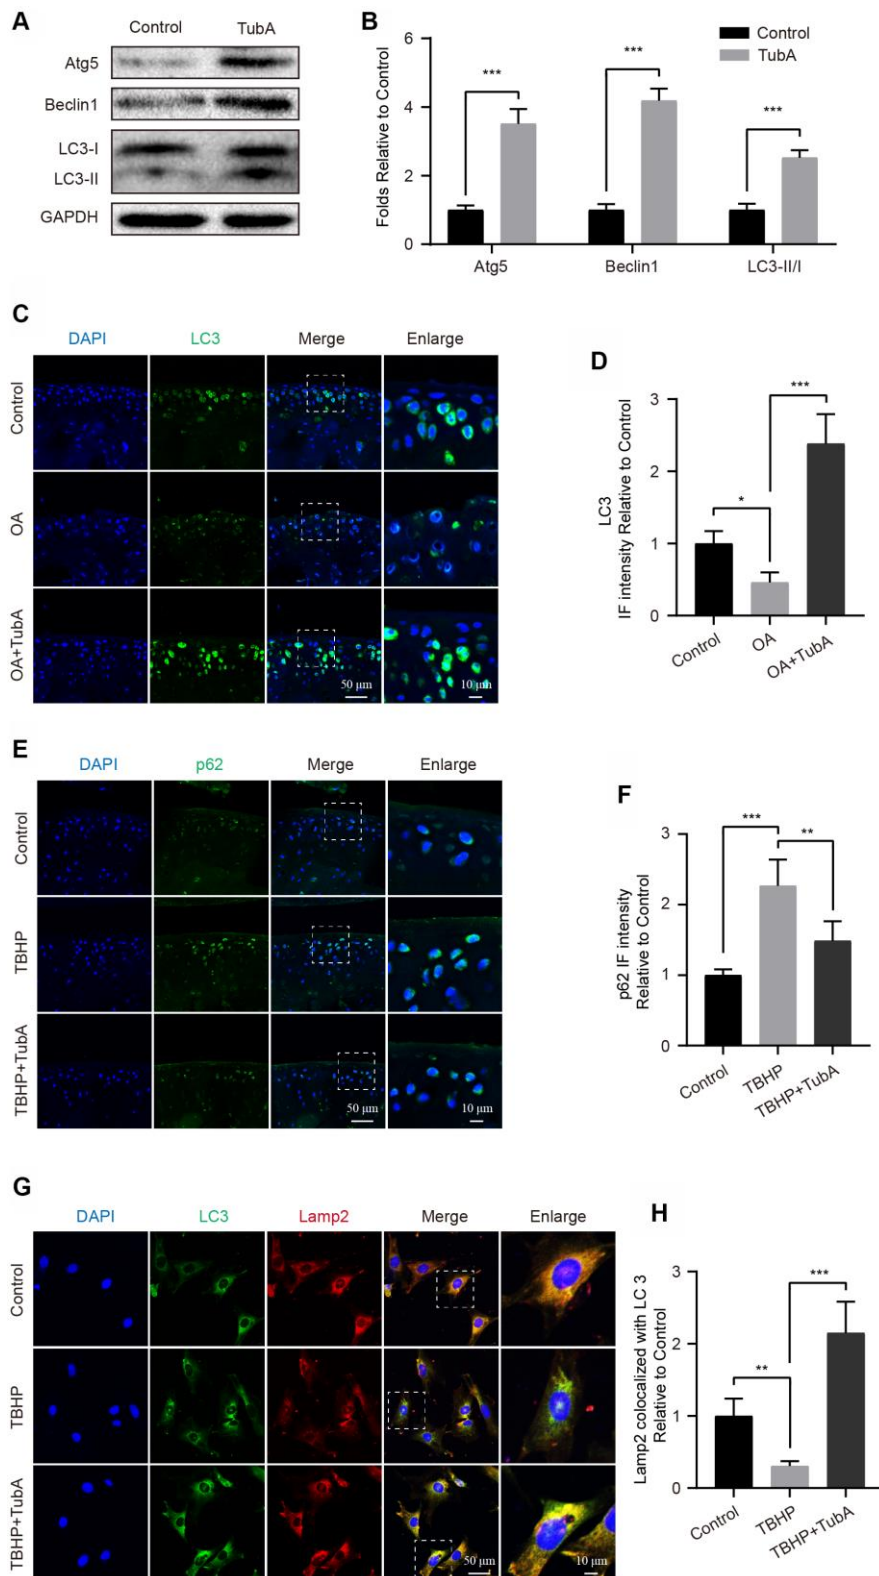 A
Control TubA
Atg5
Beclin1
LC3-I
LC3-II
GAPDH
B
Folds Relative to Control
6
4
2
0
*** *** ***
Control
TubA
Atg5 Beclin1 LC3-II/I
C
DAPI LC3 Merge Enlarge
Control
OA
OA+TubA
50 μm 10 μm
D
LC3
IF intensity Relative to Control
3
2
1
0
* ***
Control OA OA+TubA
E
DAPI p62 Merge Enlarge
Control
TBHP
TBHP+TubA
50 μm 10 μm
F
p62 IF intensity
Relative to Control
3
2
1
0
*** **
Control TBHP TBHP+TubA
G
DAPI LC3 Lamp2 Merge Enlarge
Control
TBHP
TBHP+TubA
50 μm 10 μm
H
Lamp2 colocalized with LC 3
Relative to Control
3
2
1
0
** ***
Control TBHP TBHP+TubA